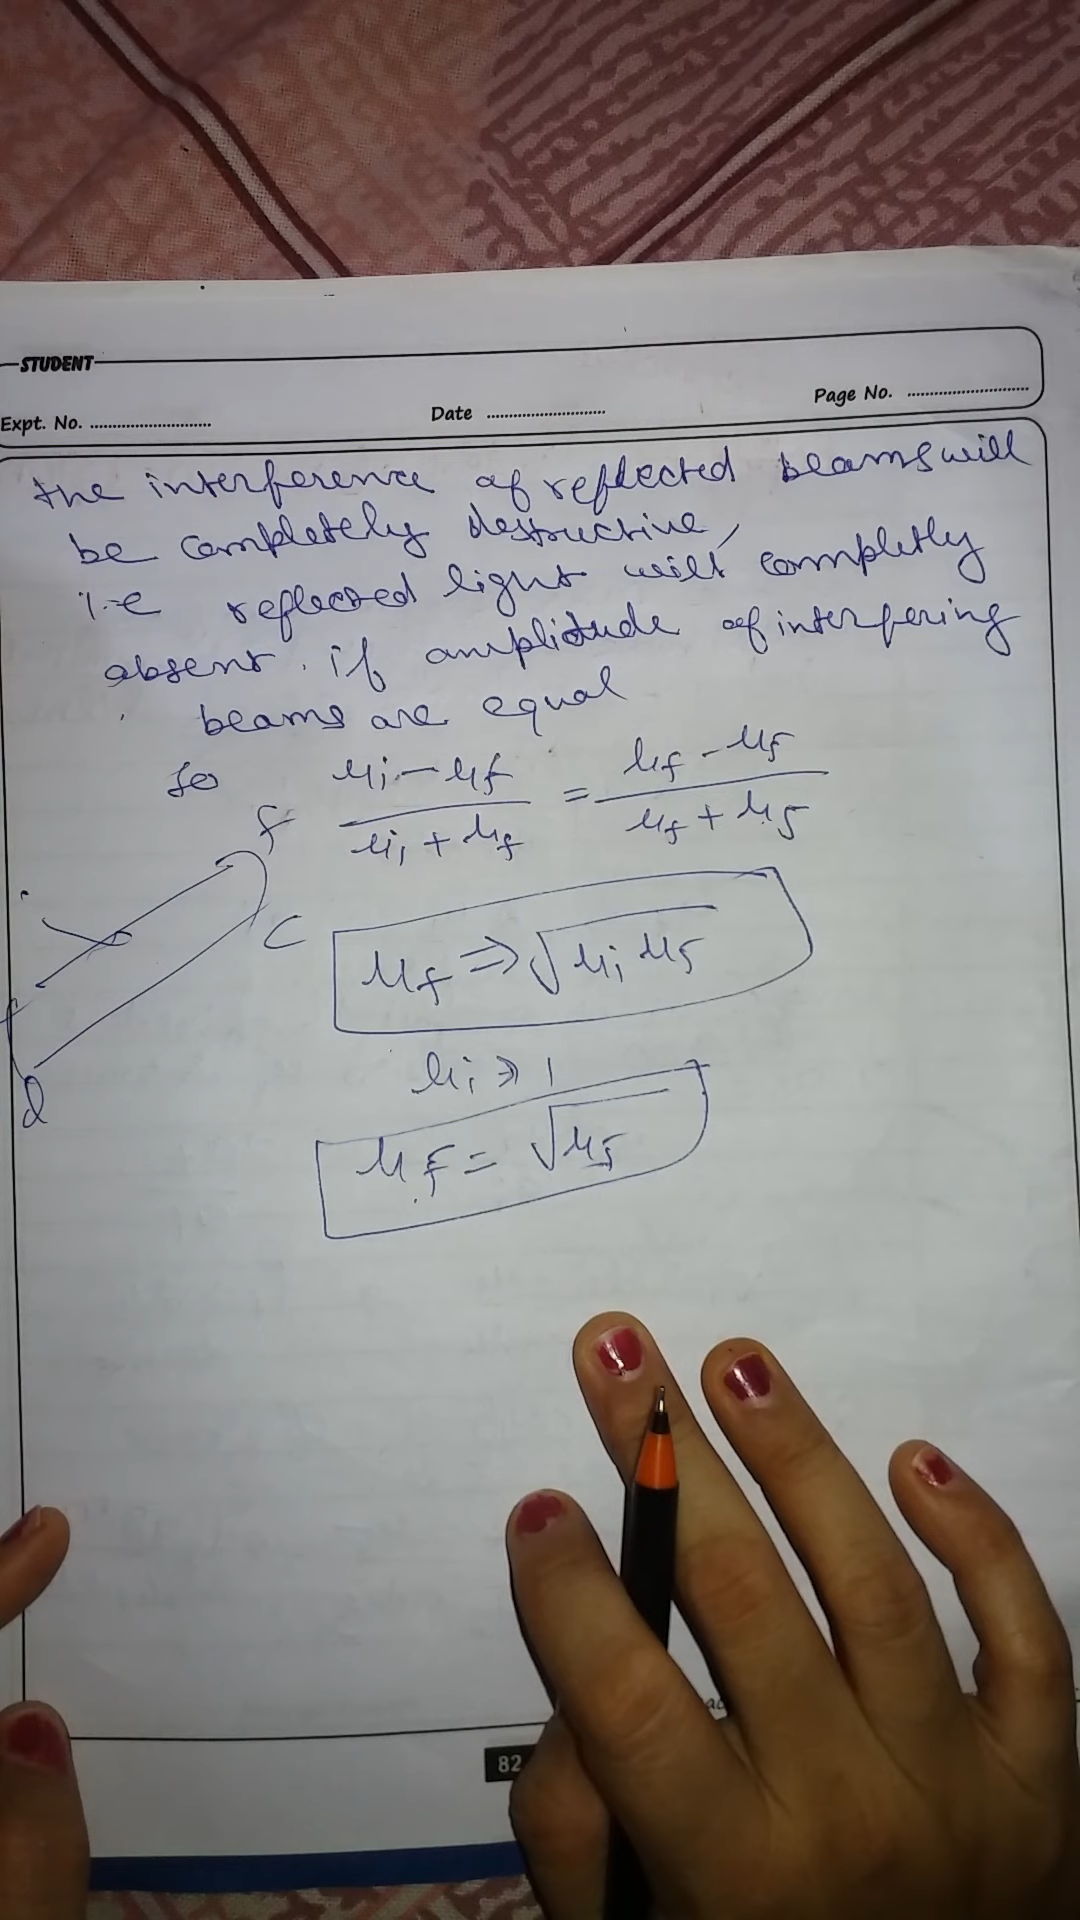 STUDENT
Page No. ..............................
Expt. No. .............................. Date ..............................
the interference of reflected beams will
be completely destructive,
i.e reflected light will completly
absent. if amplitude of interfering
beams are equal
so μi - μf / μi + μf = μf - μs / μf + μs
f
c
μf => √μi μs
μi => 1
d
μf = √μs
82